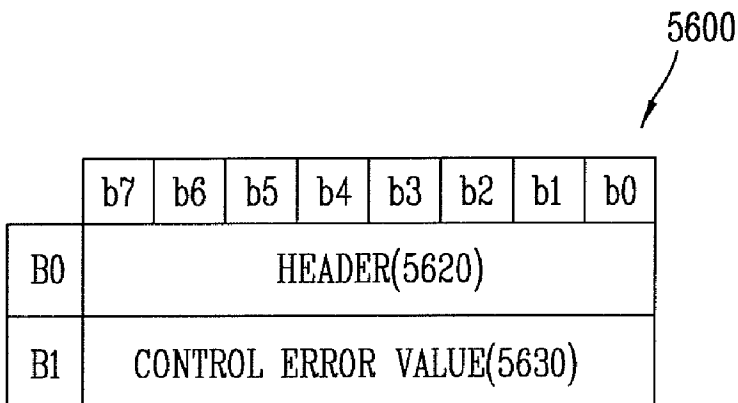 5600
b7 b6 b5 b4 b3 b2 b1 b0
B0 HEADER(5620)
B1 CONTROL ERROR VALUE(5630)